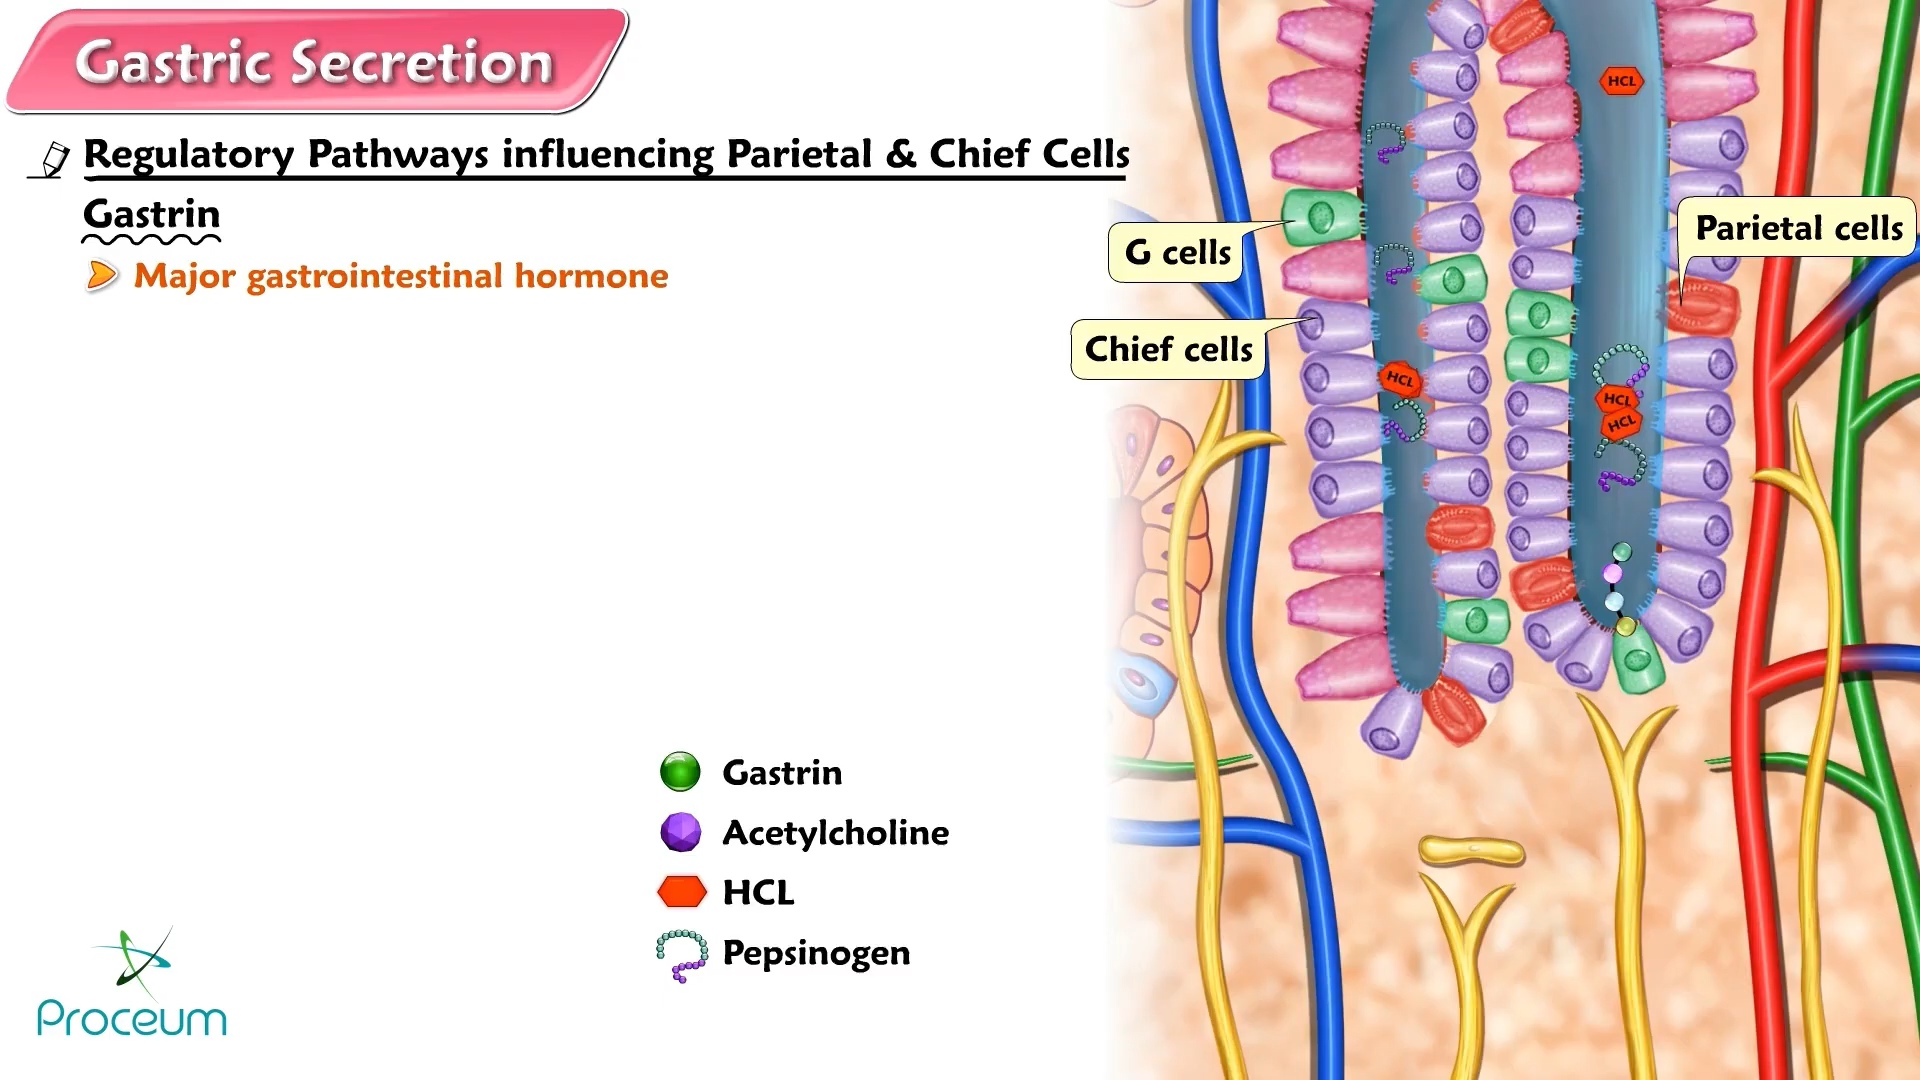 Gastric Secretion
Regulatory Pathways influencing Parietal & Chief Cells
Gastrin
Major gastrointestinal hormone
G cells
Chief cells
Parietal cells
HCL
HCL
HCL
HCL
Gastrin
Acetylcholine
HCL
Pepsinogen
Proceum